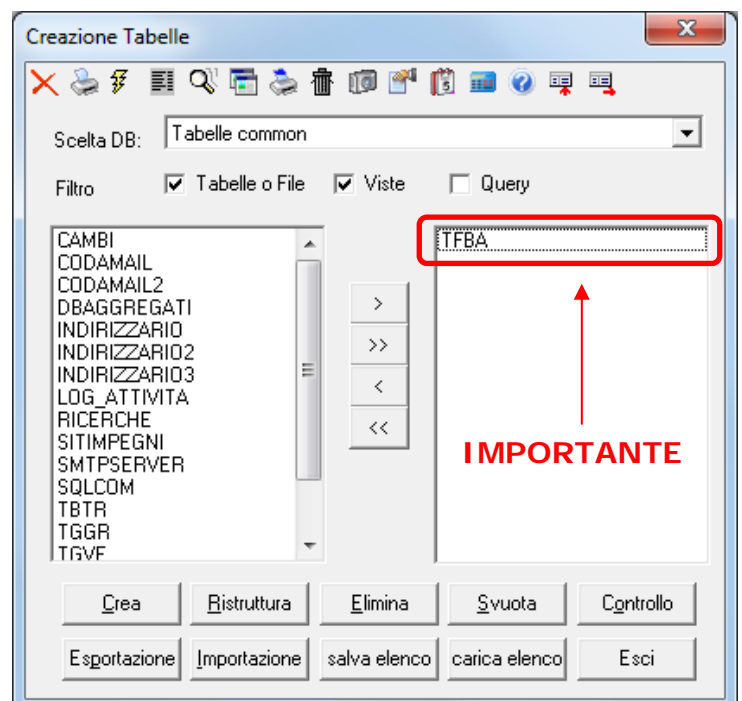 Creazione Tabelle
Scelta DB: Tabelle common
Filtro Tabelle o File Viste Query
CAMBI
CODAMAIL
CODAMAIL2
DBAGGREGATI
INDIRIZZARIO
INDIRIZZARIO2
INDIRIZZARIO3
LOG_ATTIVITA
RICERCHE
SITIMPEGNI
SMTPSERVER
SQLCOM
TBTR
TGGR
TGVE
>
>>
<
<<
TFBA
IMPORTANTE
Crea Ristruttura Elimina Svuota Controllo
Esportazione Importazione salva elenco carica elenco Esci